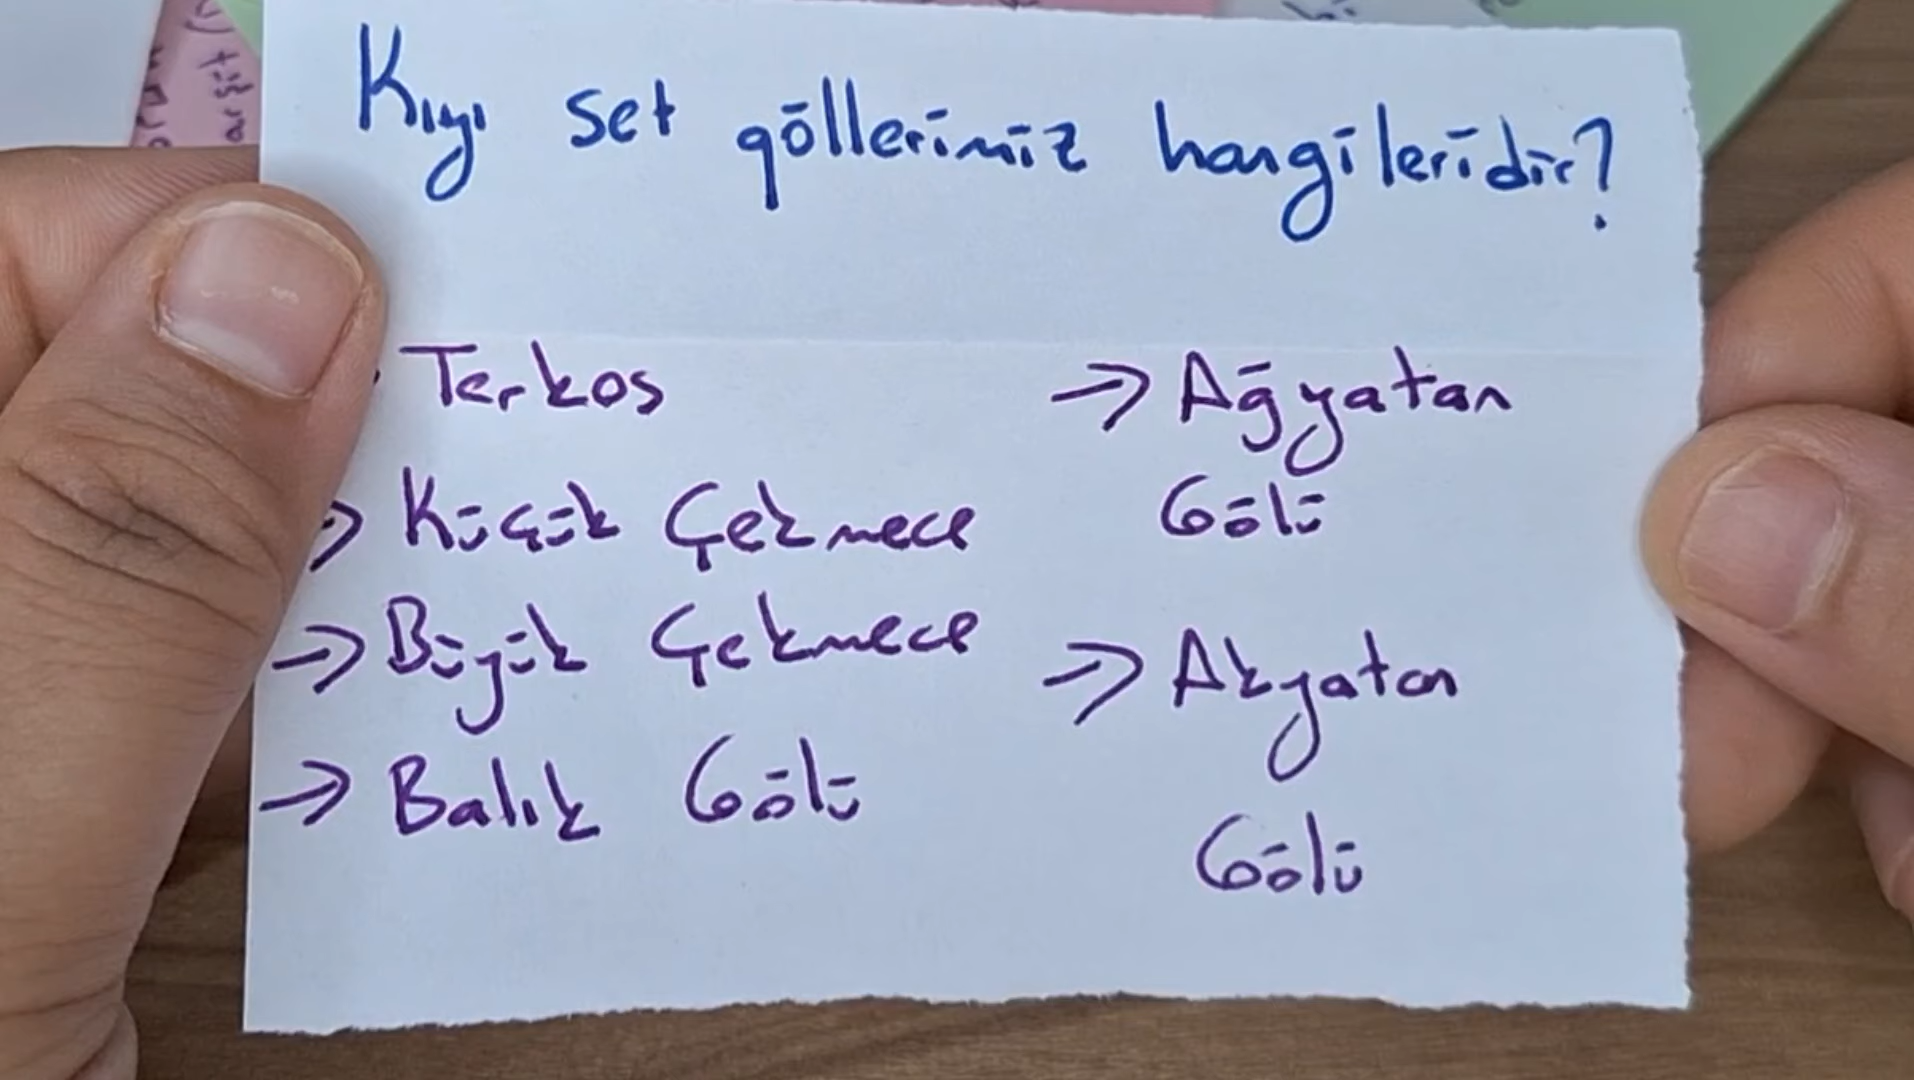 Kıyı set göllerimiz hangileridir?
Terkos
→ Küçük Çekmece
→ Büyük Çekmece
→ Balık Gölü
→ Ağyatan
Gölü
→ Akyatan
Gölü